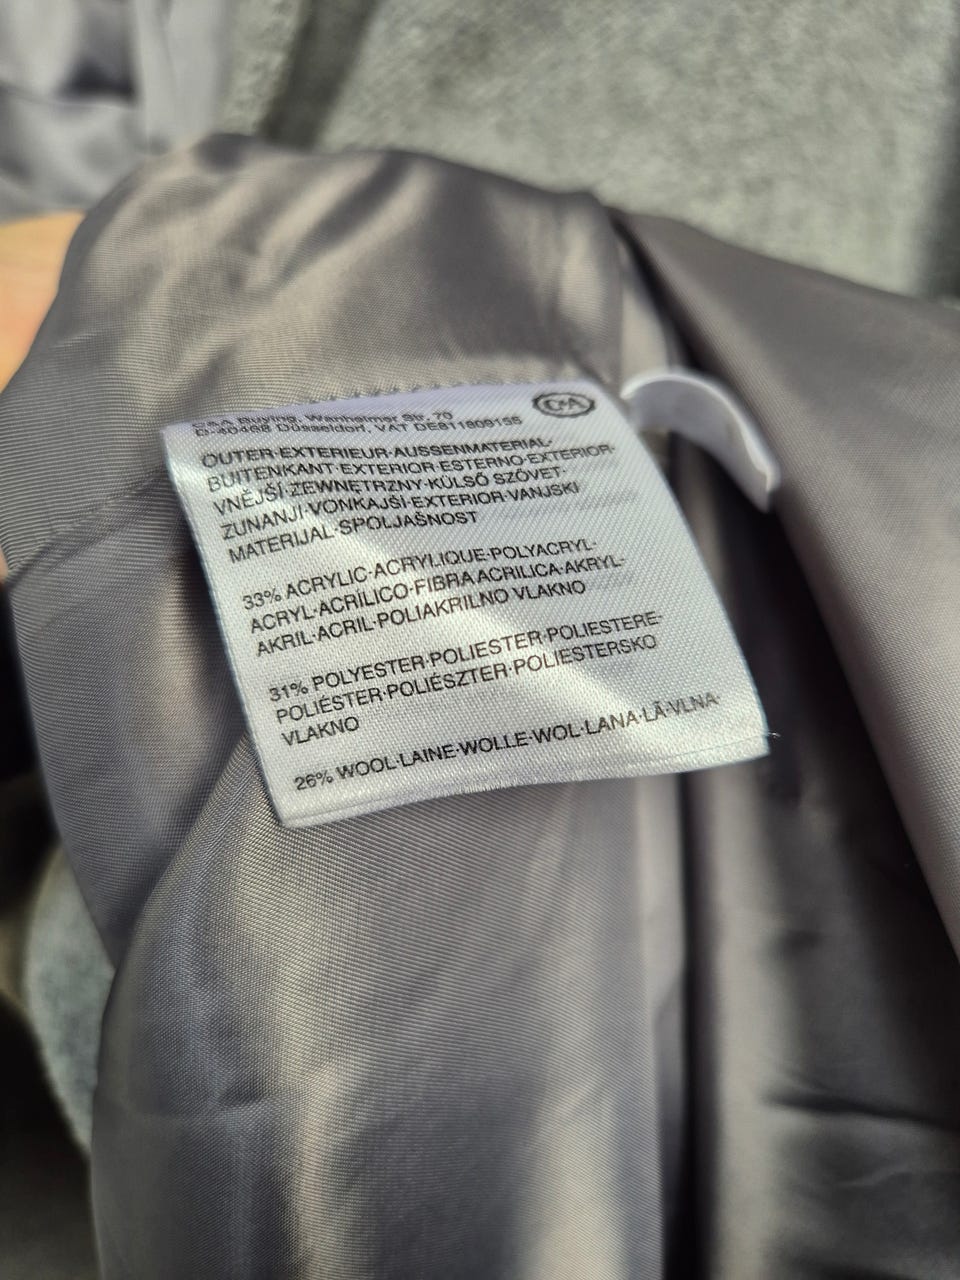 C&A Buying, Wanheimer Str. 70
D-40468 Düsseldorf, VAT DE811809155
C&A
OUTER·EXTERIEUR·AUSSENMATERIAL·
BUITENKANT·EXTERIOR·ESTERNO·EXTERIOR·
VNĚJŠÍ·ZEWNĘTRZNY·KÜLSŐ SZÖVET·
ZUNANJI·VONKAJŠÍ·EXTERIOR·VANJSKI
MATERIJAL·SPOLJAŠNOST
33% ACRYLIC·ACRYLIQUE·POLYACRYL·
ACRYL·ACRILICO·FIBRA ACRILICA·AKRYL·
AKRIL·ACRIL·POLIAKRILNO VLAKNO
31% POLYESTER·POLIESTER·POLIESTERE·
POLIÉSTER·POLIÉSZTER·POLIESTERSKO
VLAKNO
26% WOOL·LAINE·WOLLE·WOL·LANA·LÃ·VLNA·